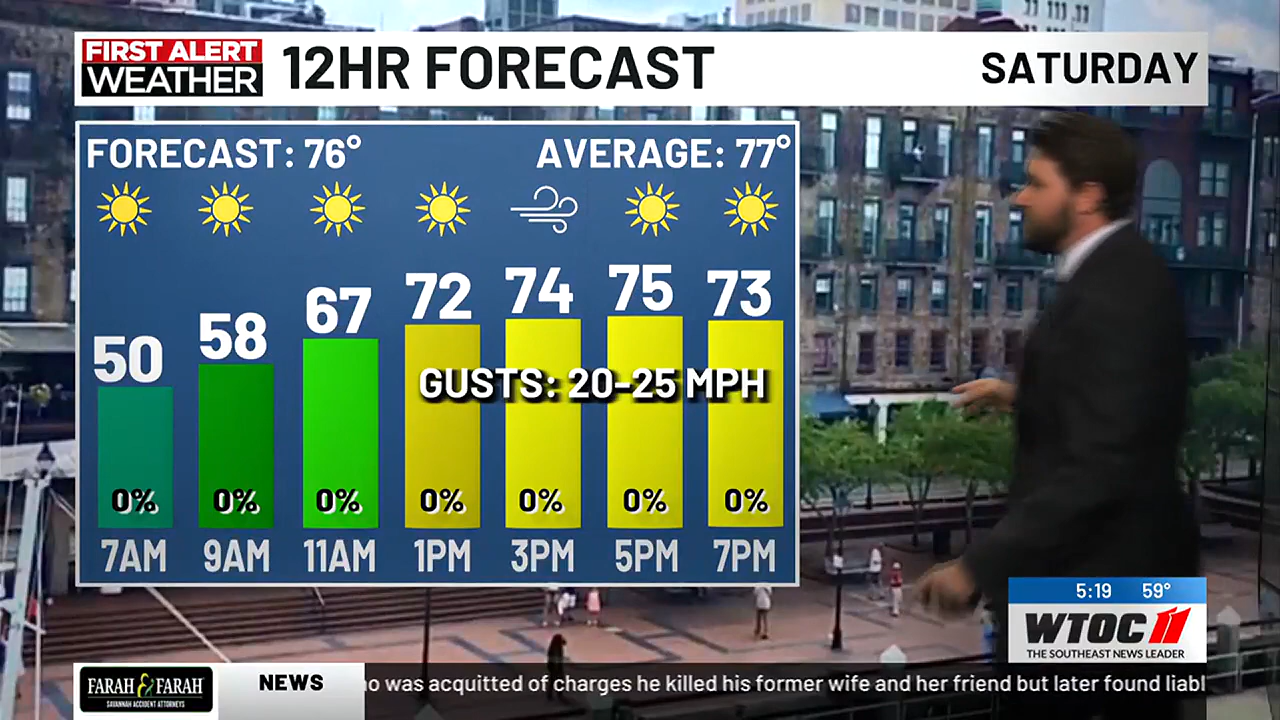 FIRST ALERT
WEATHER
12HR FORECAST
SATURDAY
FORECAST: 76°
AVERAGE: 77°
50 58 67 72 74 75 73
GUSTS: 20-25 MPH
0% 0% 0% 0% 0% 0% 0%
7AM 9AM 11AM 1PM 3PM 5PM 7PM
5:19 59°
WTOC 11
THE SOUTHEAST NEWS LEADER
FARAH & FARAH
SAVANNAH ACCIDENT ATTORNEYS
NEWS
was acquitted of charges he killed his former wife and her friend but later found